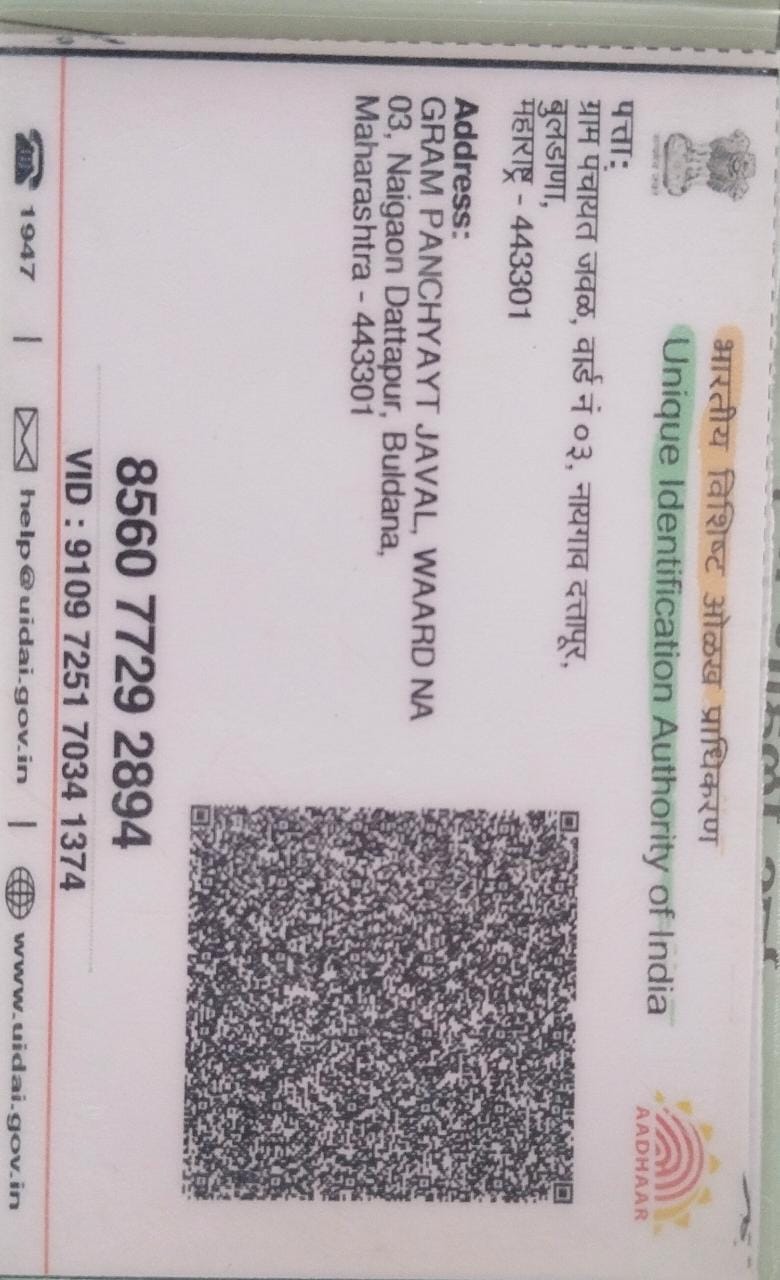 भारतीय विशिष्ट ओळख प्राधिकरण
Unique Identification Authority of India
AADHAAR
पत्ता:
ग्राम पंचायत जवळ, वार्ड नं ०३, नायगाव दत्तापूर,
बुलडाणा,
महाराष्ट्र - 443301
Address:
GRAM PANCHYAYT JAVAL, WAARD NA
03, Naigaon Dattapur, Buldana,
Maharashtra - 443301
8560 7729 2894
VID : 9109 7251 7034 1374
1947 | help@uidai.gov.in | www.uidai.gov.in